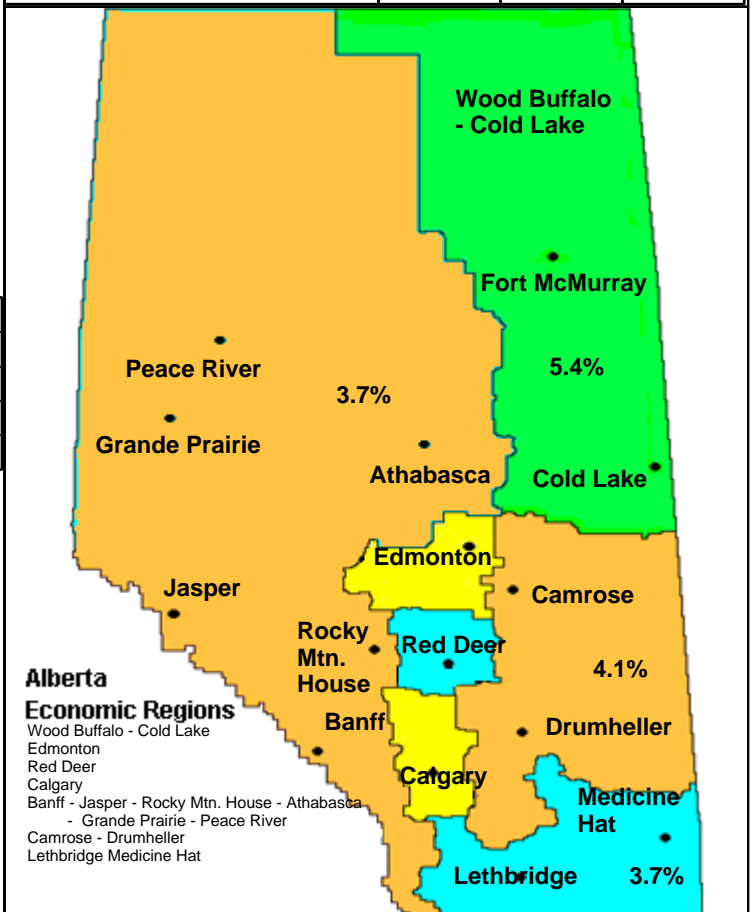 Wood Buffalo
- Cold Lake
Fort McMurray
Peace River
5.4%
3.7%
Grande Prairie
Athabasca
Cold Lake
Edmonton
Jasper
Camrose
Rocky
Mtn.
House
Red Deer
4.1%
Banff
Drumheller
Calgary
Medicine
Hat
Lethbridge
3.7%
Alberta
Economic Regions
Wood Buffalo - Cold Lake
Edmonton
Red Deer
Calgary
Banff - Jasper - Rocky Mtn. House - Athabasca
- Grande Prairie - Peace River
Camrose - Drumheller
Lethbridge Medicine Hat